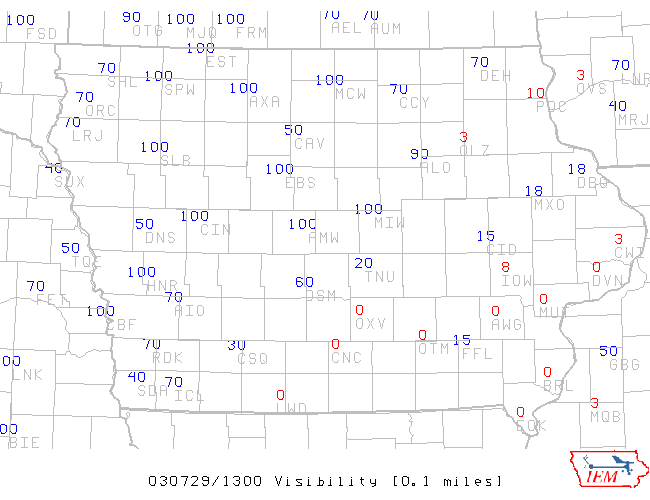 100 90 100 100 70 70
FSD OTG MJQ FRM AEL AUM
100
EST
70 100 100 100 70 70 3 70
SHL SPW AXA MCW CCY DEH OVS LNR
70 10 40
ORC PDC MRJ
70 50 3
LRJ CAV OLZ
100 90
SLB ALO
40 100 18 18
SUX EBS DBQ MXO
50 100 100 100 15 3
DNS CIN AMW MIW CID CWI
50 20
TQ TNU
70 100 60 8 0
FET HNR DSM IOW DVN
100 70 0 0 0
CBF AIO OXV AWG MU
70 30 0 0 15 50
RDK CSQ CNC OTM FFL GBG
00 40 70 0 0
LNK SDA ICL LWD BRL
0 3
EOK MQB
00
BIE
030729/1300 Visibility [0.1 miles]
IEM